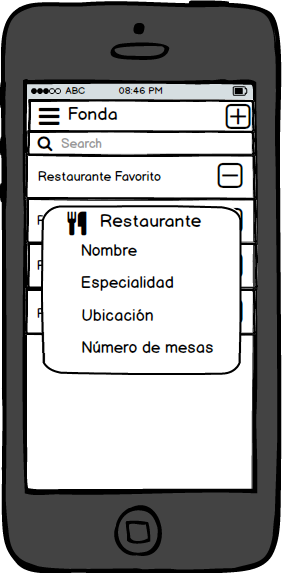 ABC 08:46 PM
Fonda
Search
Restaurante Favorito
Restaurante
Nombre
Especialidad
Ubicación
Número de mesas